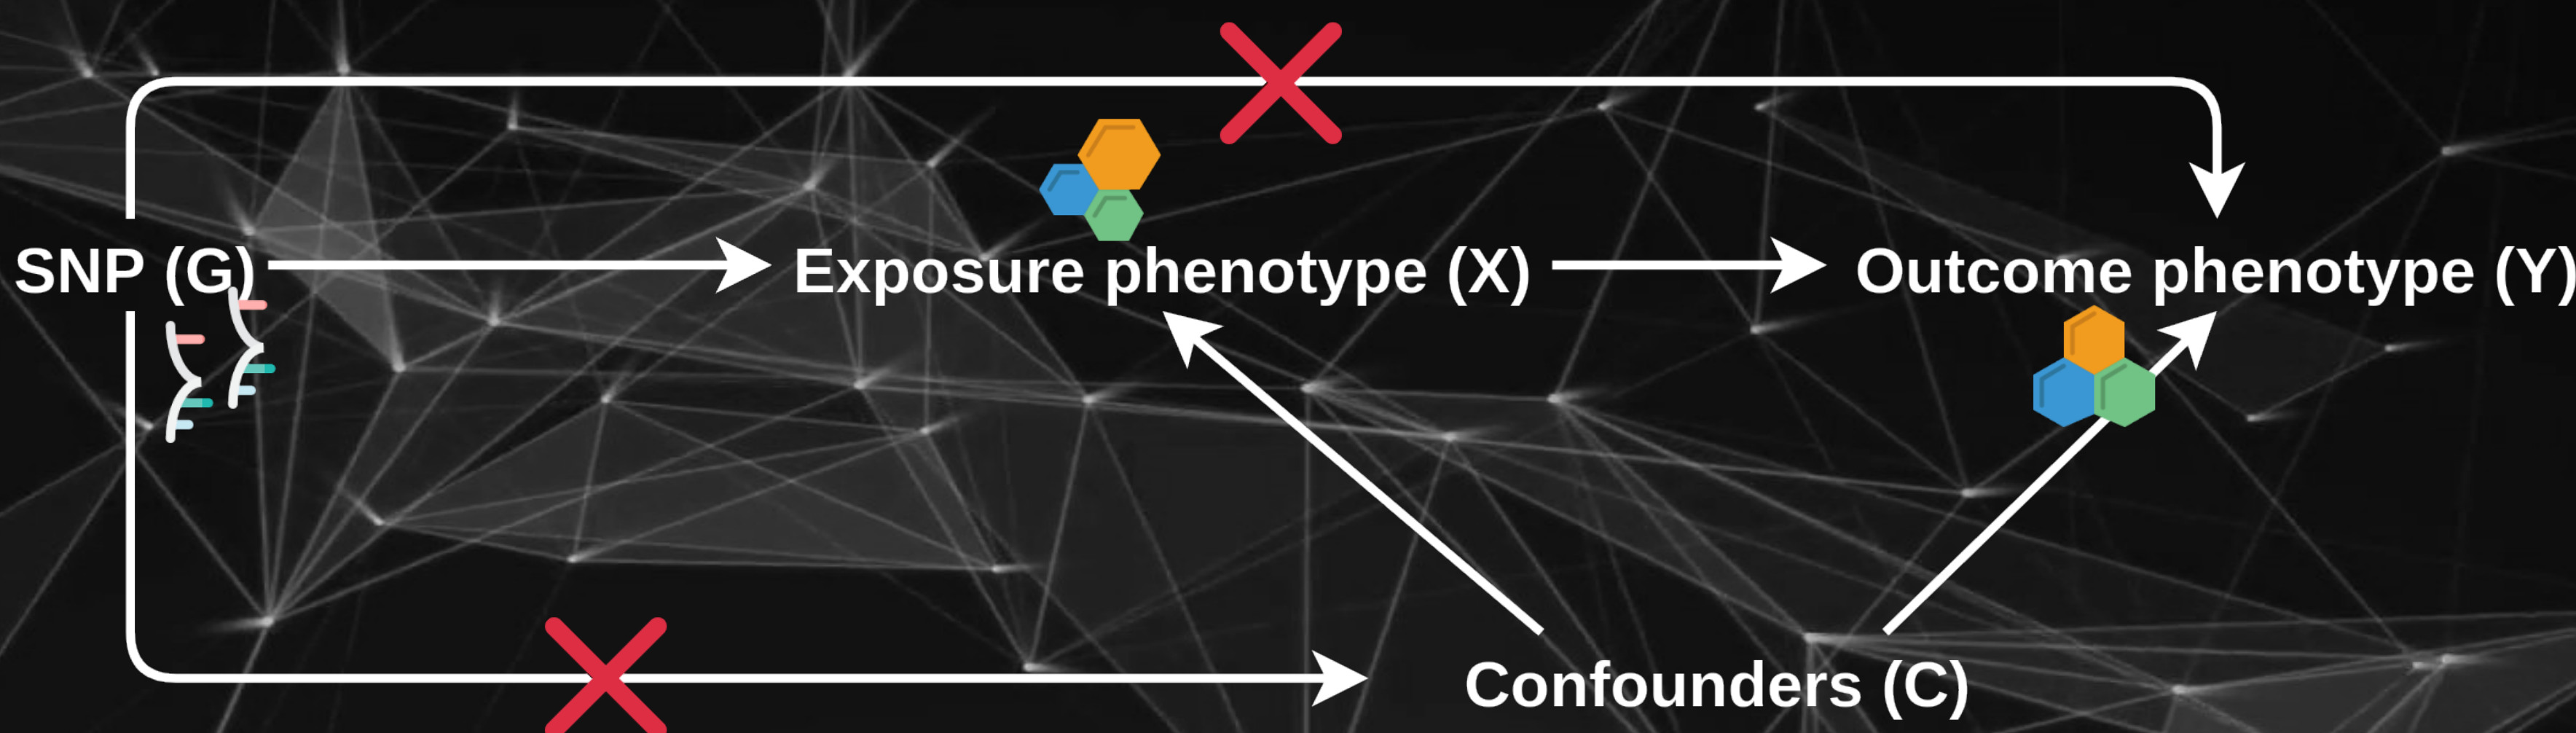 SNP (G)
Exposure phenotype (X)
Outcome phenotype (Y)
Confounders (C)